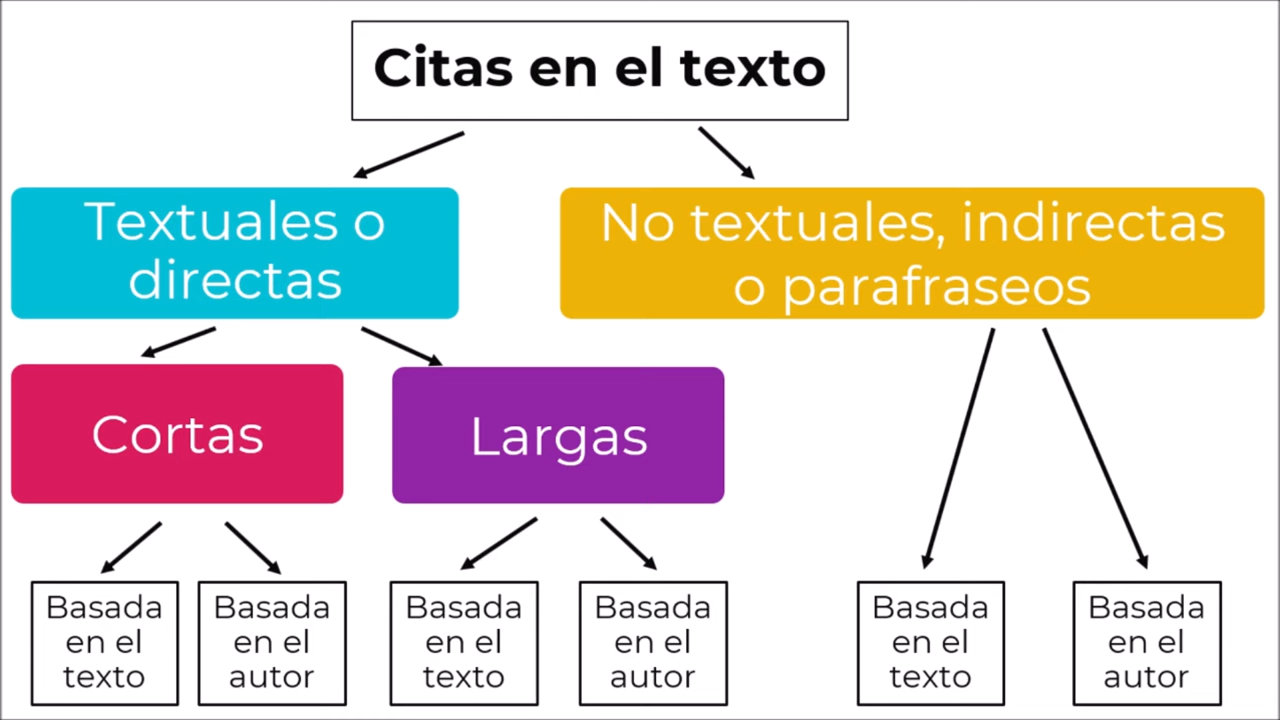 Citas en el texto
Textuales o
directas
No textuales, indirectas
o parafraseos
Cortas
Largas
Basada
en el
texto
Basada
en el
autor
Basada
en el
texto
Basada
en el
autor
Basada
en el
texto
Basada
en el
autor